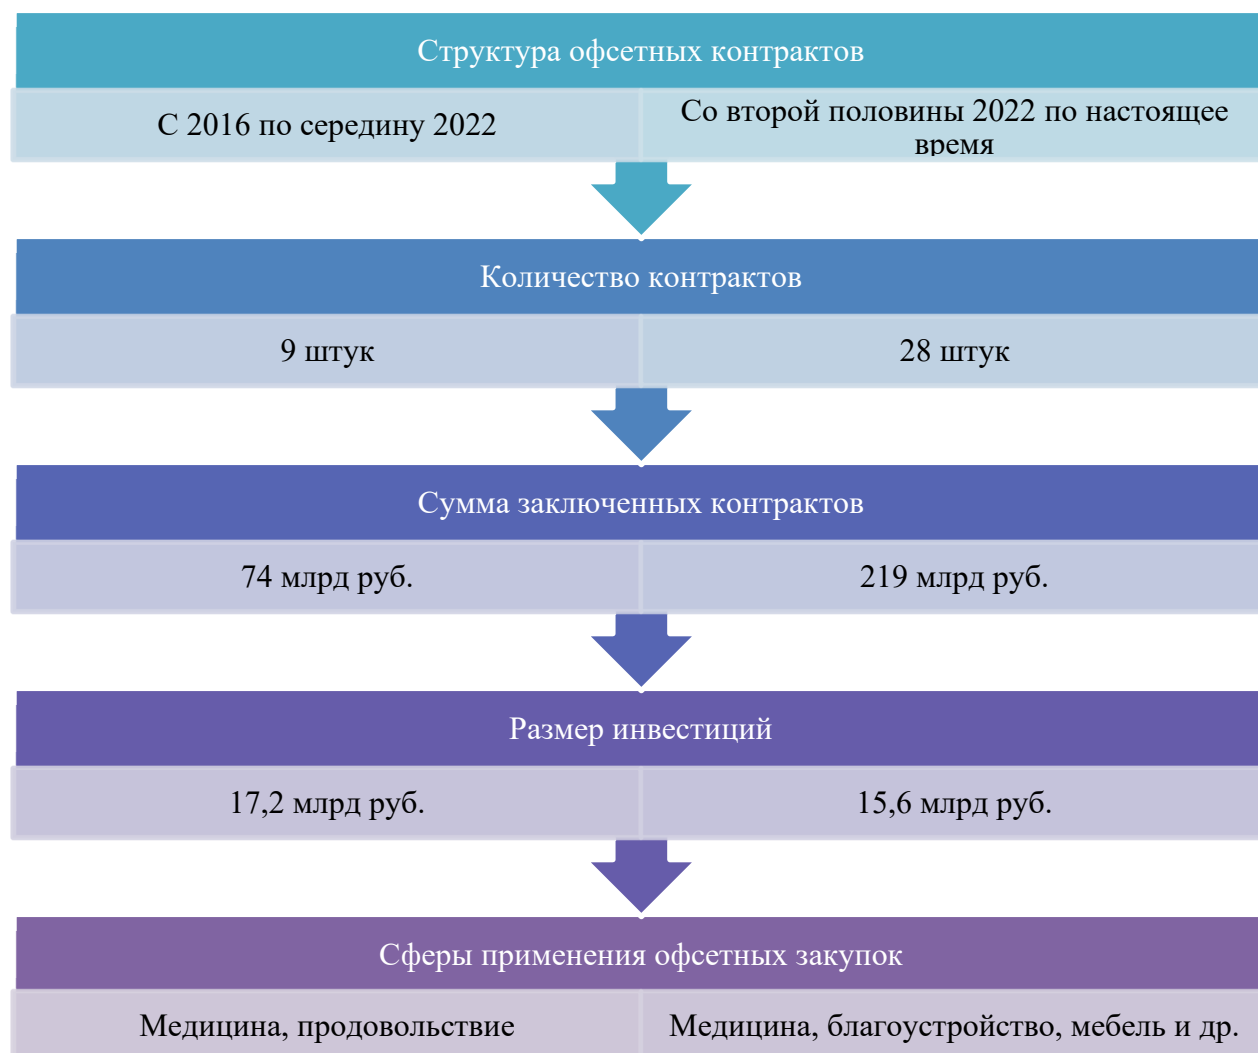 Структура офсетных контрактов
С 2016 по середину 2022
Со второй половины 2022 по настоящее
время
Количество контрактов
9 штук
28 штук
Сумма заключенных контрактов
74 млрд руб.
219 млрд руб.
Размер инвестиций
17,2 млрд руб.
15,6 млрд руб.
Сферы применения офсетных закупок
Медицина, продовольствие
Медицина, благоустройство, мебель и др.